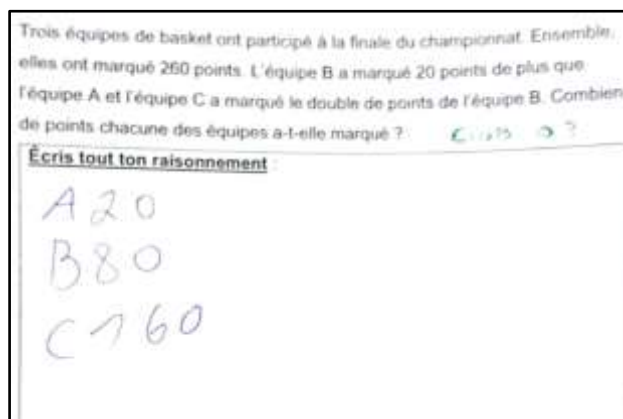 Trois équipes de basket ont participé à la finale du championnat. Ensemble,
elles ont marqué 260 points. L'équipe B a marqué 20 points de plus que
l'équipe A et l'équipe C a marqué le double de points de l'équipe B. Combien
de points chacune des équipes a-t-elle marqué ?
Écris tout ton raisonnement :
A 20
B 80
C 160